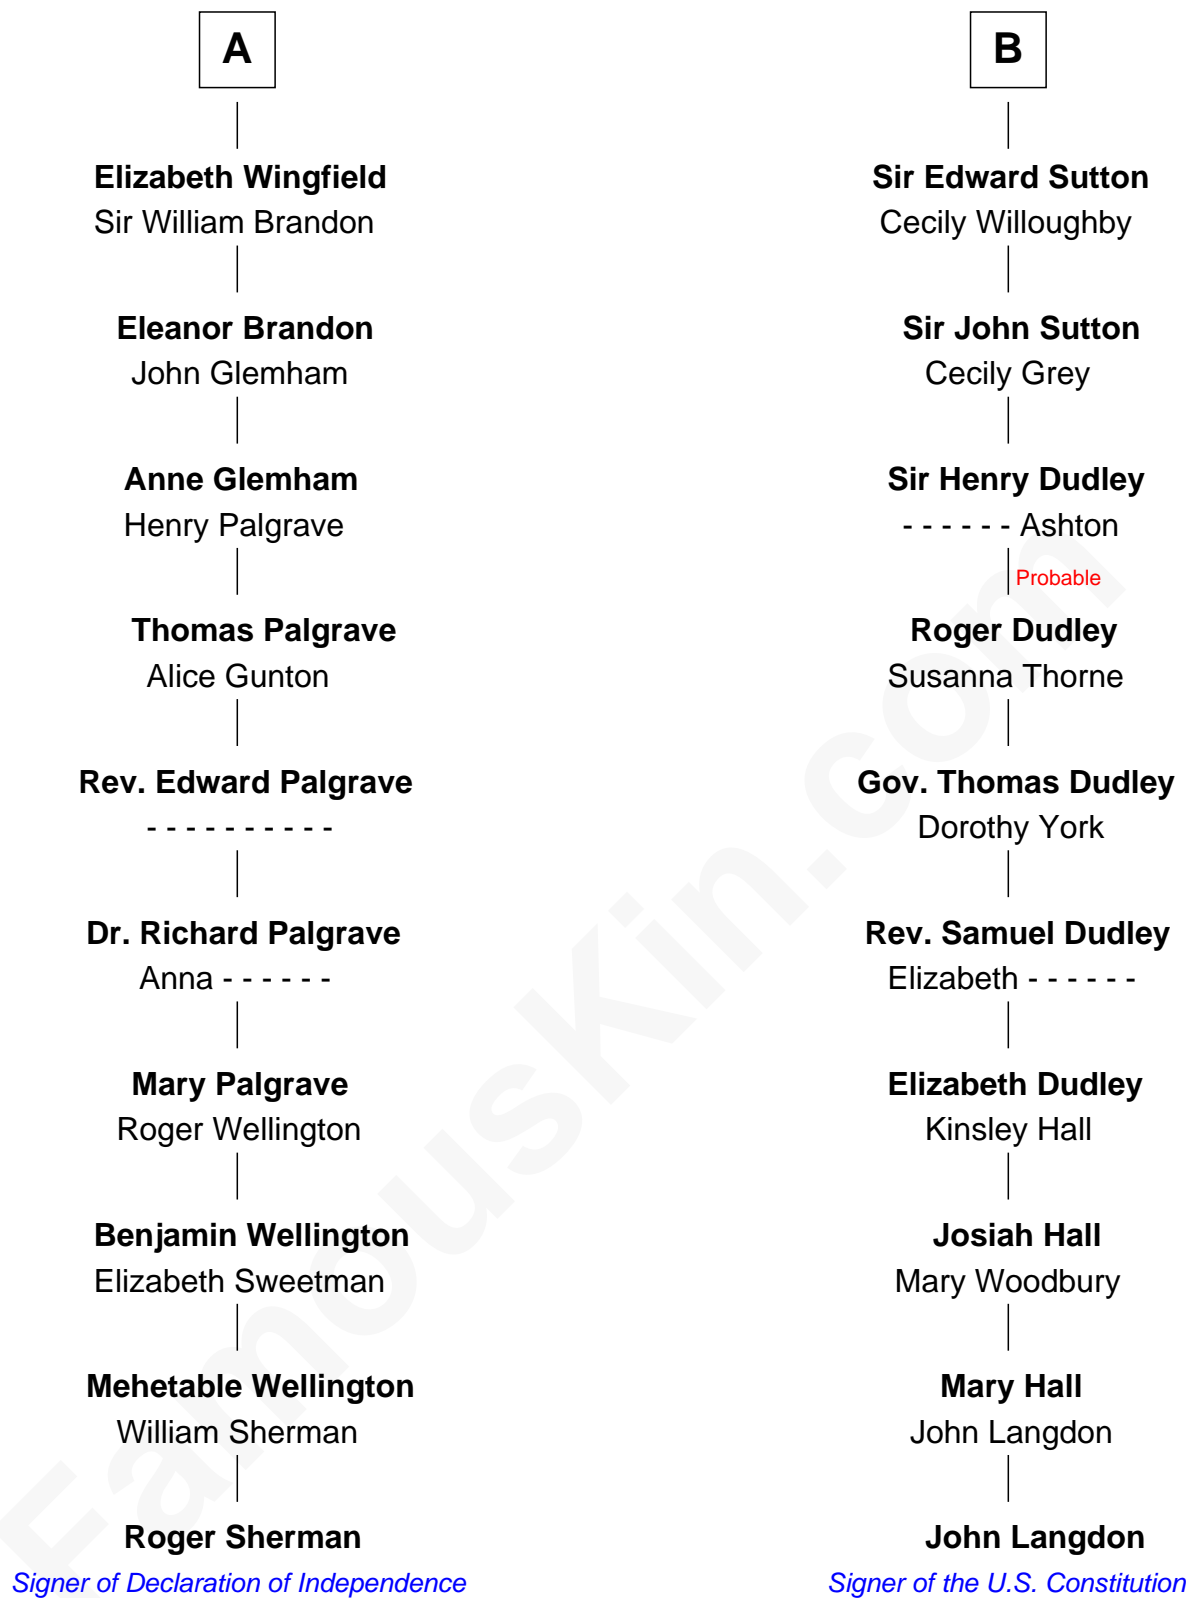 A
Elizabeth Wingfield
Sir William Brandon
Eleanor Brandon
John Glemham
Anne Glemham
Henry Palgrave
Thomas Palgrave
Alice Gunton
Rev. Edward Palgrave
- - - - - - - - - -
Dr. Richard Palgrave
Anna - - - - - -
Mary Palgrave
Roger Wellington
Benjamin Wellington
Elizabeth Sweetman
Mehetable Wellington
William Sherman
Roger Sherman
Signer of Declaration of Independence
B
Sir Edward Sutton
Cecily Willoughby
Sir John Sutton
Cecily Grey
Sir Henry Dudley
- - - - - - Ashton
Probable
Roger Dudley
Susanna Thorne
Gov. Thomas Dudley
Dorothy York
Rev. Samuel Dudley
Elizabeth - - - - - -
Elizabeth Dudley
Kinsley Hall
Josiah Hall
Mary Woodbury
Mary Hall
John Langdon
John Langdon
Signer of the U.S. Constitution
FamousKin.com